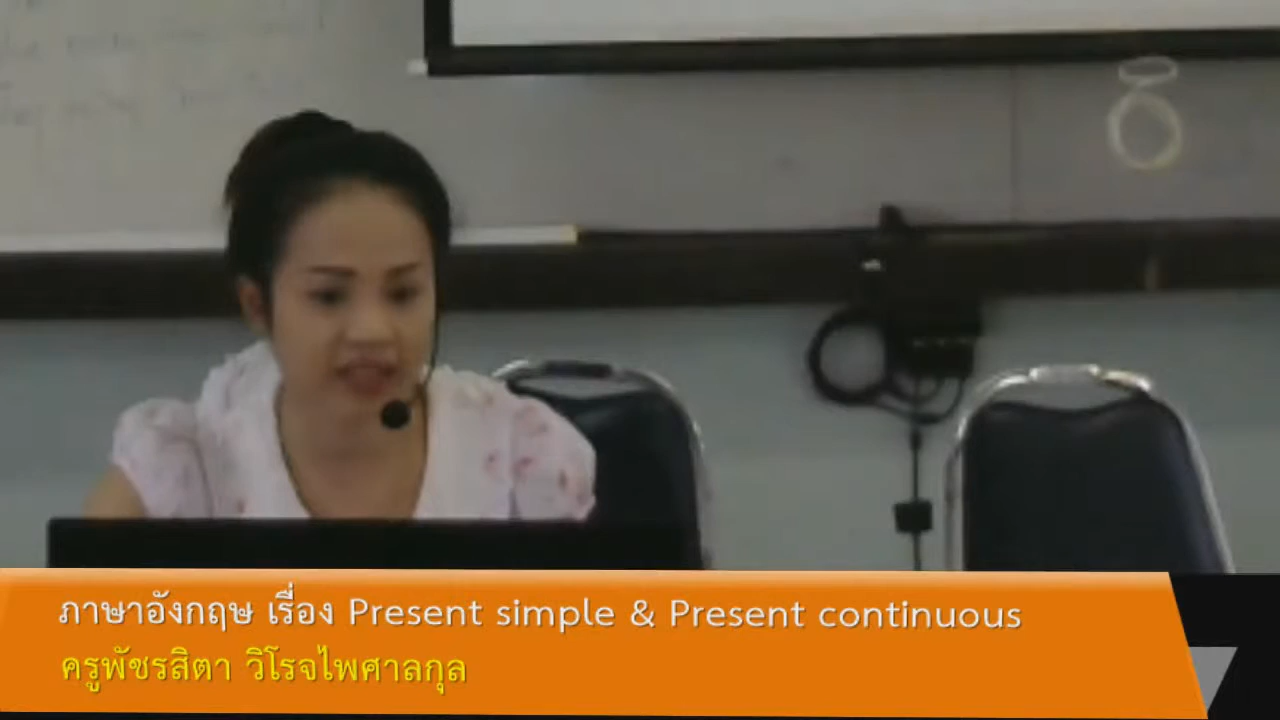 ภาษาอังกฤษ เรื่อง Present simple & Present continuous
ครูพัชรสิตา วิโรจไพศาลกุล